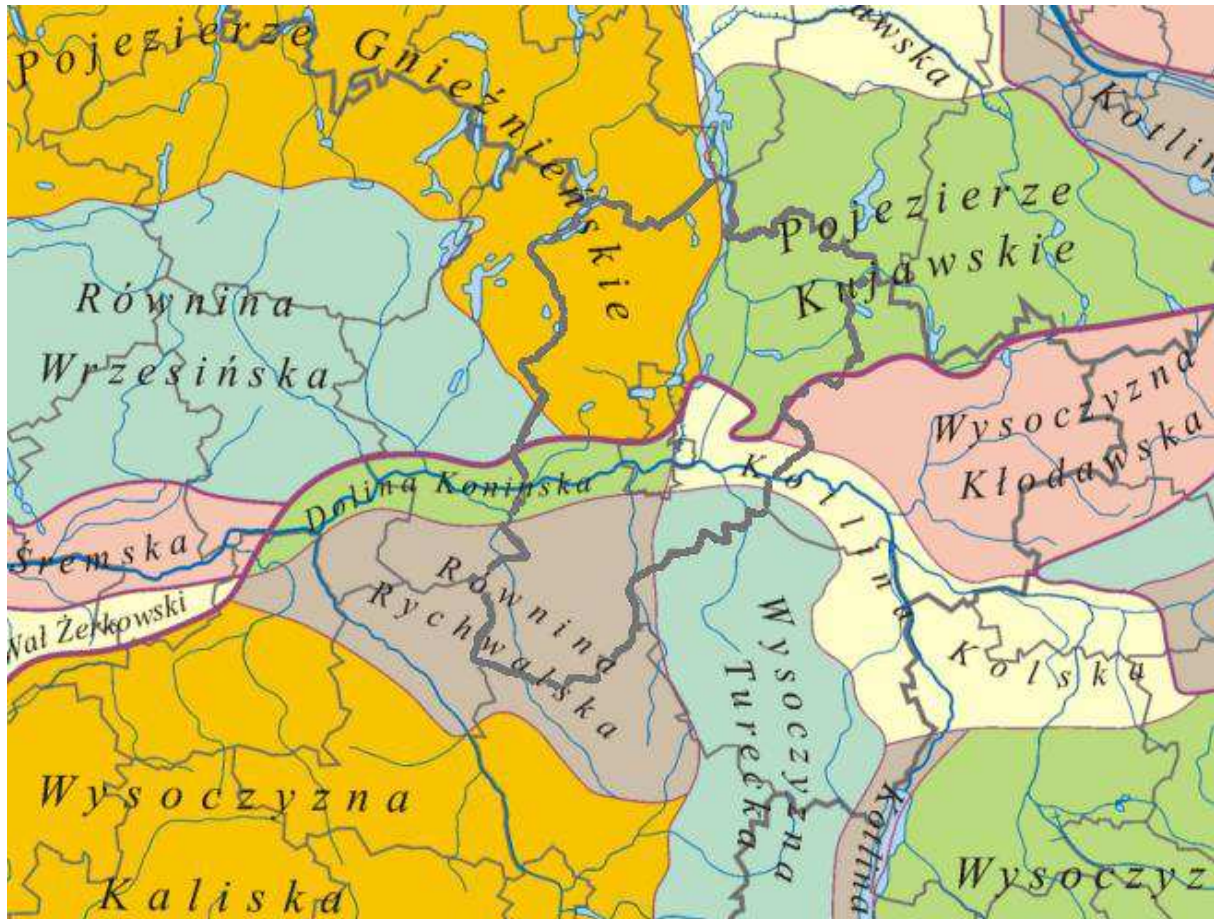 Pojezierze Gnieźnieńskie
awska
Kotlin
Pojezierze
Kujawskie
Równina
Wrzesińska
Wysoczyzna
Kłodawska
Dolina Konińska
Kotlina
Kolska
Śremska
Równina
Rychwalska
Wał Żerkowski
Wysoczyzna
Turecka
Wysoczyzna
Kaliska
Kotlina
Wysoczyz